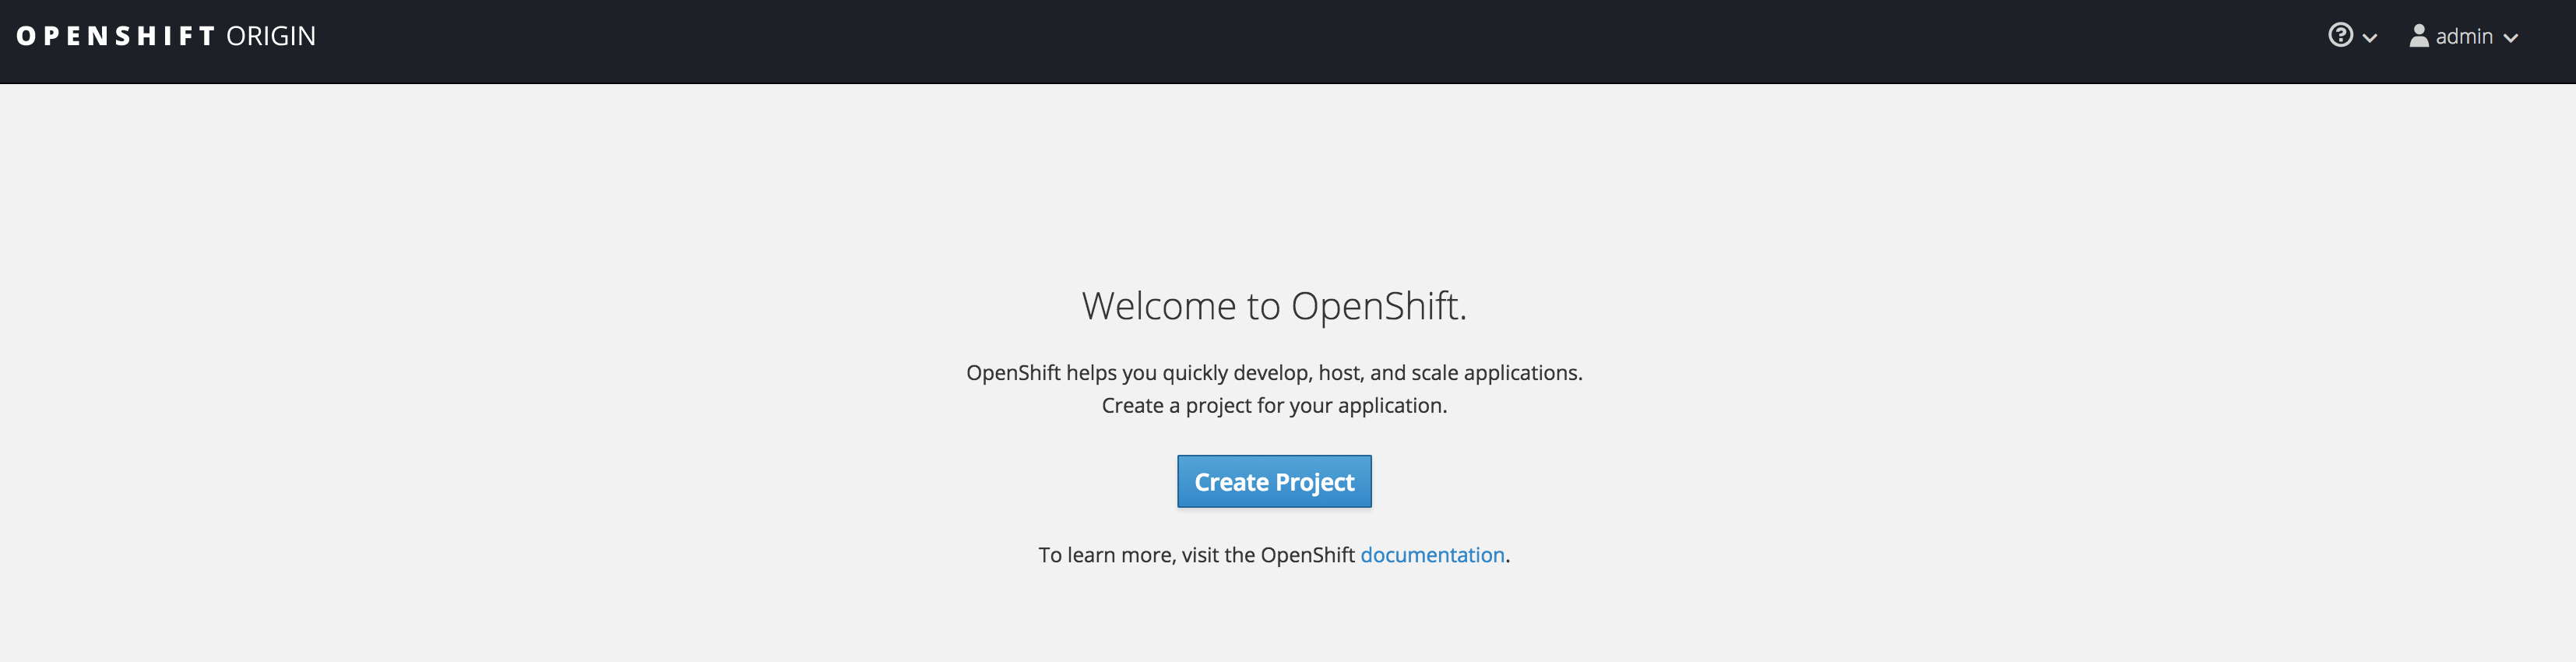 OPENSHIFT ORIGIN
admin
Welcome to OpenShift.
OpenShift helps you quickly develop, host, and scale applications.
Create a project for your application.
Create Project
To learn more, visit the OpenShift documentation.